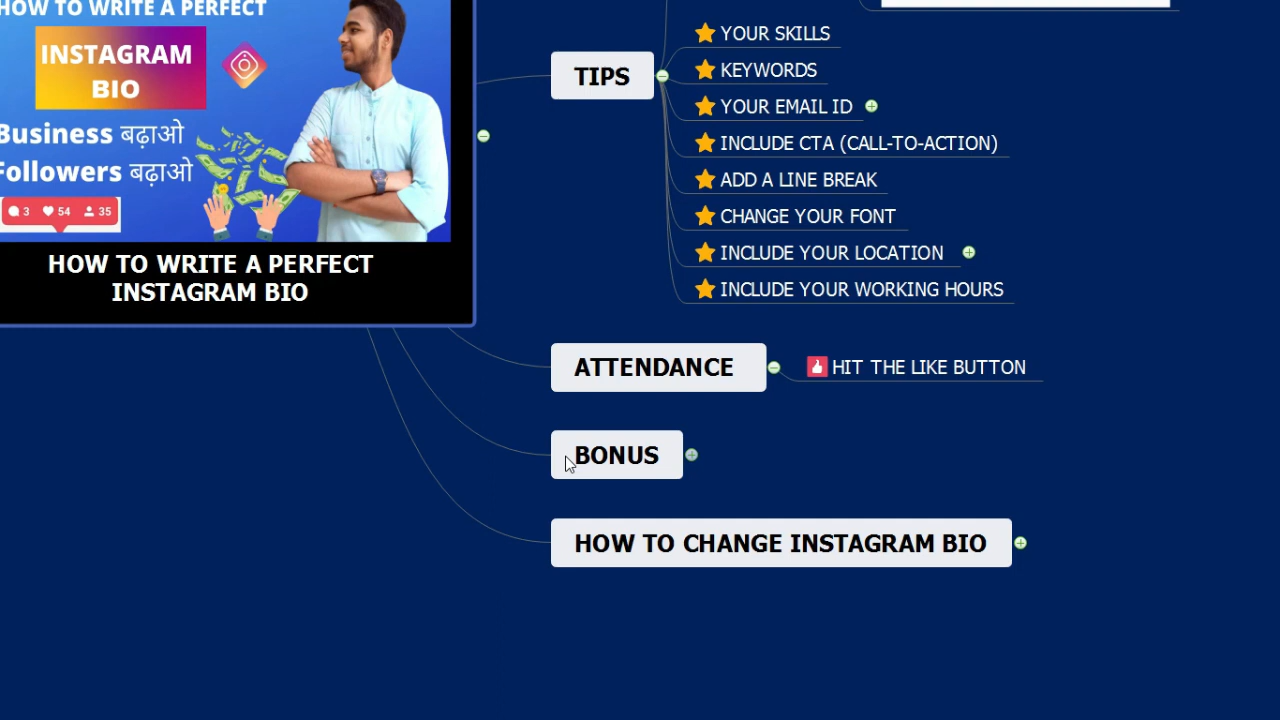 HOW TO WRITE A PERFECT
INSTAGRAM
BIO
Business बढ़ाओ
Followers बढ़ाओ
3 54 35
HOW TO WRITE A PERFECT
INSTAGRAM BIO
TIPS
YOUR SKILLS
KEYWORDS
YOUR EMAIL ID
INCLUDE CTA (CALL-TO-ACTION)
ADD A LINE BREAK
CHANGE YOUR FONT
INCLUDE YOUR LOCATION
INCLUDE YOUR WORKING HOURS
ATTENDANCE
HIT THE LIKE BUTTON
BONUS
HOW TO CHANGE INSTAGRAM BIO